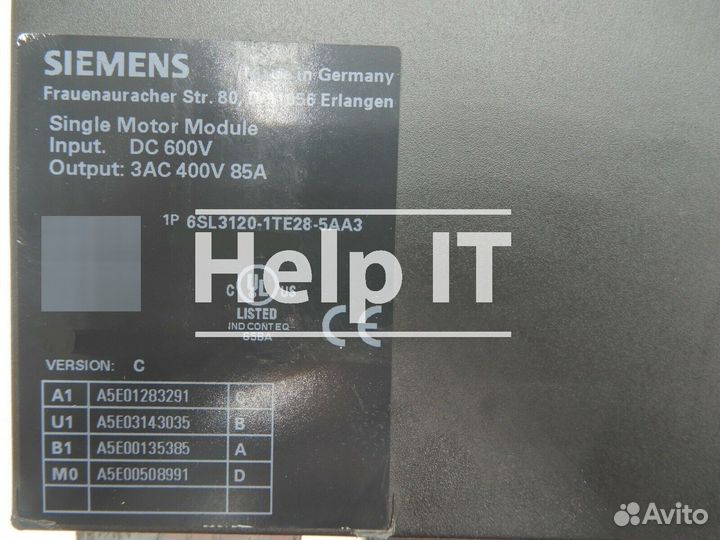 SIEMENS
in Germany
Frauenauracher Str. 80, Erlangen
Single Motor Module
Input. DC 600V
Output: 3AC 400V 85A
1P 6SL3120-1TE28-5AA3
Help IT
C UL US
LISTED
IND CONT EQ
CE
VERSION: C
A1 A5E01283291
U1 A5E03143035 B
B1 A5E00135385 A
M0 A5E00508991 D
Avito